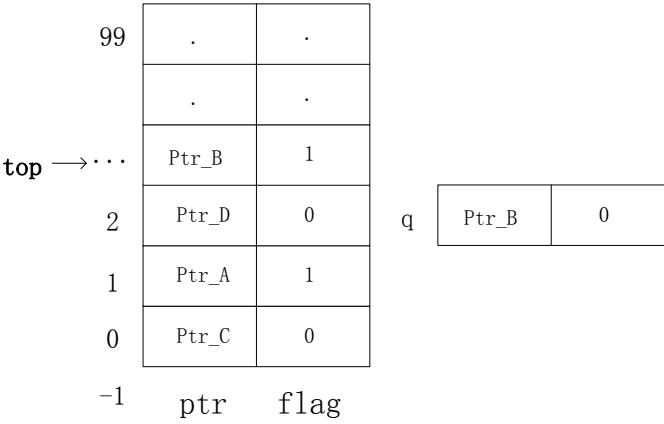 99 . .
. .
top → ... Ptr_B 1
2 Ptr_D 0
q Ptr_B 0
1 Ptr_A 1
0 Ptr_C 0
-1
ptr flag